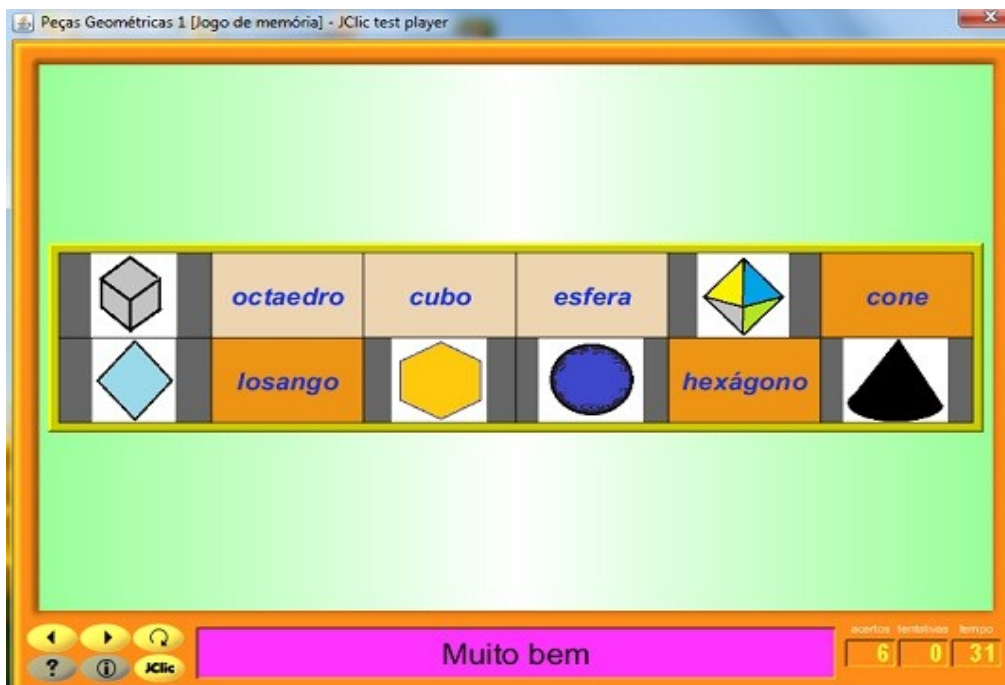 Peças Geométricas 1 [Jogo de memória] - JClic test player
octaedro cubo esfera cone
losango hexágono
Muito bem
acertos tentativas tempo
6 0 31
? i JClic